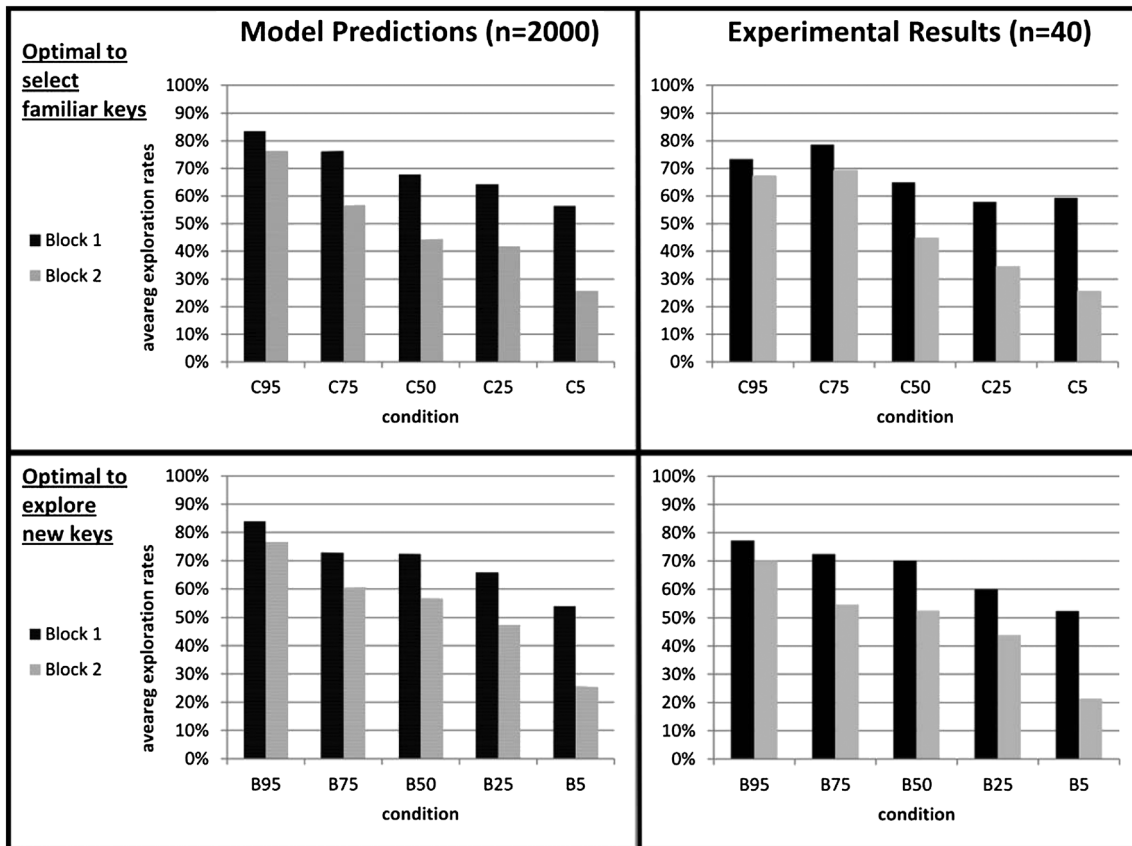 Model Predictions (n=2000)
Experimental Results (n=40)
Optimal to
select
familiar keys
Block 1
Block 2
aveareg exploration rates
100%
90%
80%
70%
60%
50%
40%
30%
20%
10%
0%
C95 C75 C50 C25 C5
condition
100%
90%
80%
70%
60%
50%
40%
30%
20%
10%
0%
C95 C75 C50 C25 C5
condition
Optimal to
explore
new keys
Block 1
Block 2
aveareg exploration rates
100%
90%
80%
70%
60%
50%
40%
30%
20%
10%
0%
B95 B75 B50 B25 B5
condition
100%
90%
80%
70%
60%
50%
40%
30%
20%
10%
0%
B95 B75 B50 B25 B5
condition